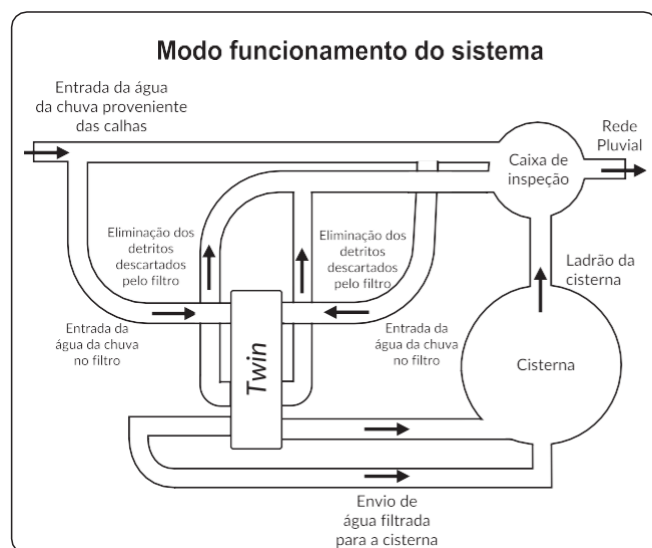 Modo funcionamento do sistema
Entrada da água
da chuva proveniente
das calhas
Rede
Pluvial
Caixa de
inspeção
Eliminação dos
detritos
descartados
pelo filtro
Eliminação dos
detritos
descartados
pelo filtro
Ladrão da
cisterna
Entrada da
água da chuva
no filtro
Twin
Entrada da
água da chuva
no filtro
Cisterna
Envio de
água filtrada
para a cisterna